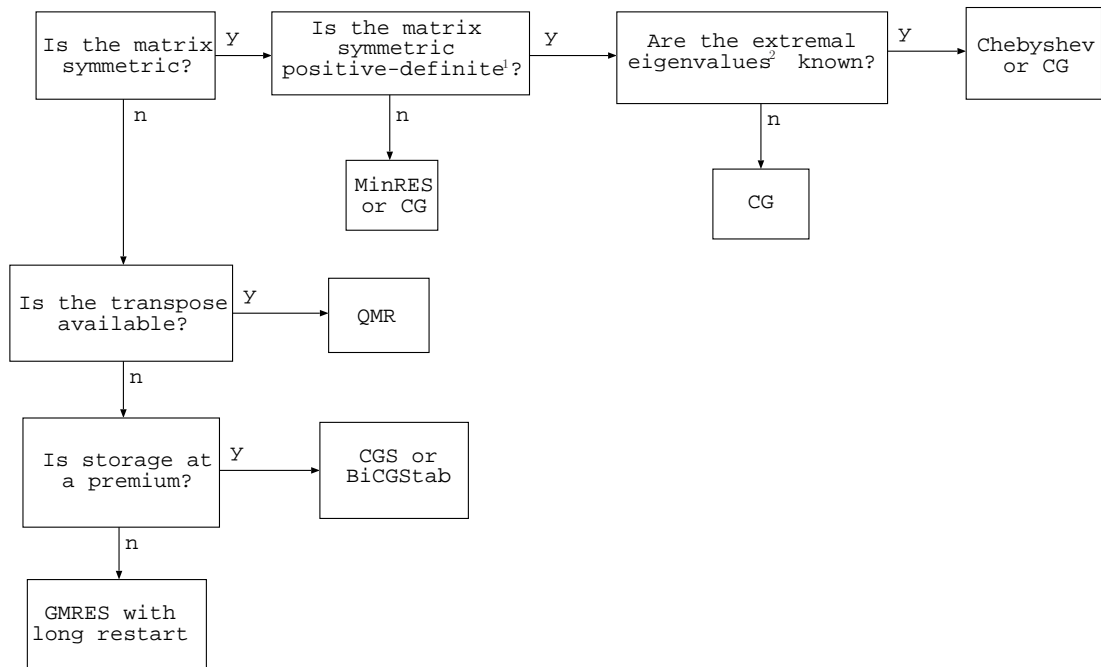 Is the matrix
symmetric?
y
n
Is the matrix
symmetric
positive-definite¹?
y
n
Are the extremal
eigenvalues² known?
y
n
Chebyshev
or CG
MinRES
or CG
CG
Is the transpose
available?
y
n
QMR
Is storage at
a premium?
y
n
CGS or
BiCGStab
GMRES with
long restart